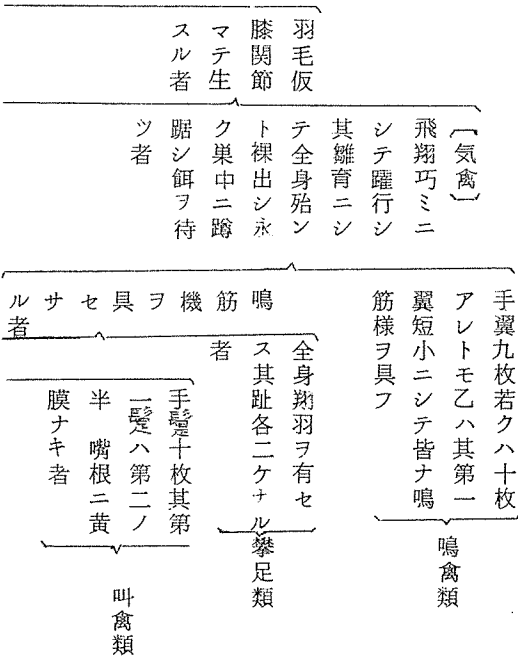 羽毛仮
膝関節
マテ生
スル者
〔気禽〕
飛翔巧ミニ
シテ躍行シ
其雛育ニシ
テ全身殆ン
ト裸出シ永
ク巣中ニ蹲
踞シ餌ヲ待
ツ者
手翼九枚若クハ十枚
アレトモ乙ハ其第一
翼短小ニシテ皆ナ鳴
筋様ヲ具フ
鳴禽類
鳴
筋
機
ヲ
具
セ
サ
ル者
全身翔羽ヲ有セ
ス其趾各二ケナル
者
攀足類
手髱十枚其第
一髱ハ第二ノ
半 嘴根ニ黄
膜ナキ者
叫禽類